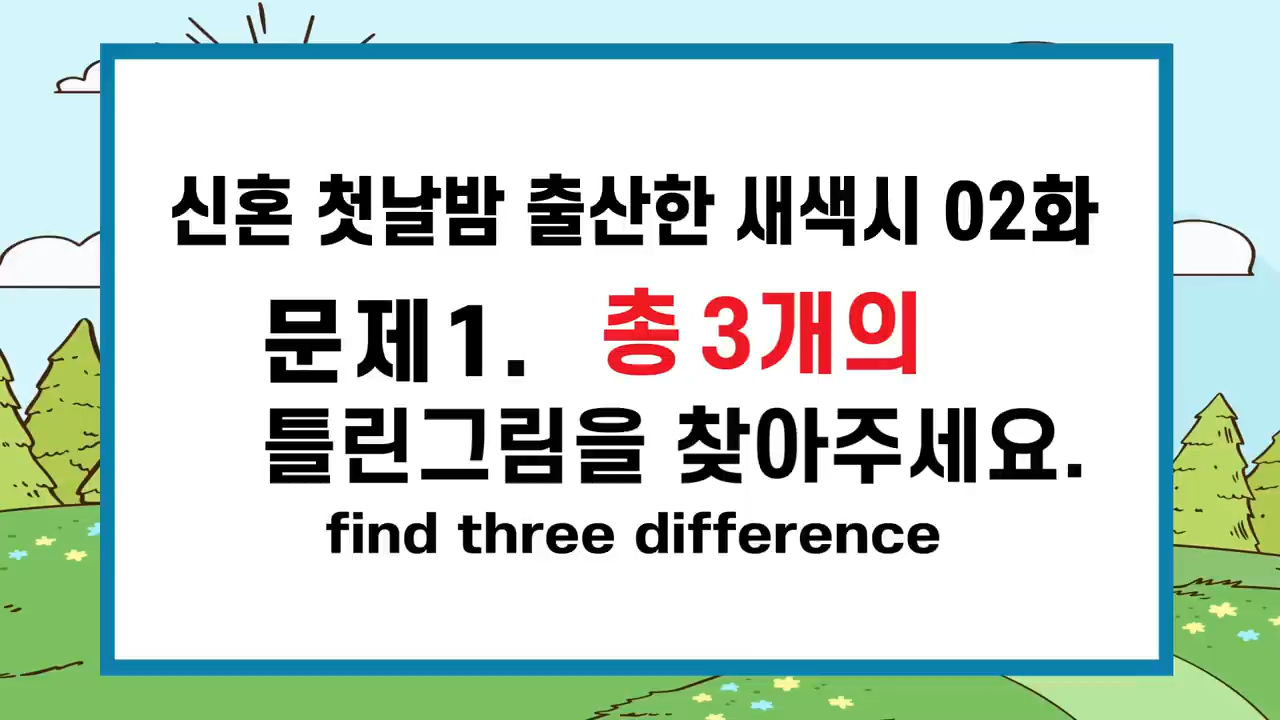 신혼 첫날밤 출산한 새색시 02화
문제1. 총 3개의
틀린그림을 찾아주세요.
find three difference